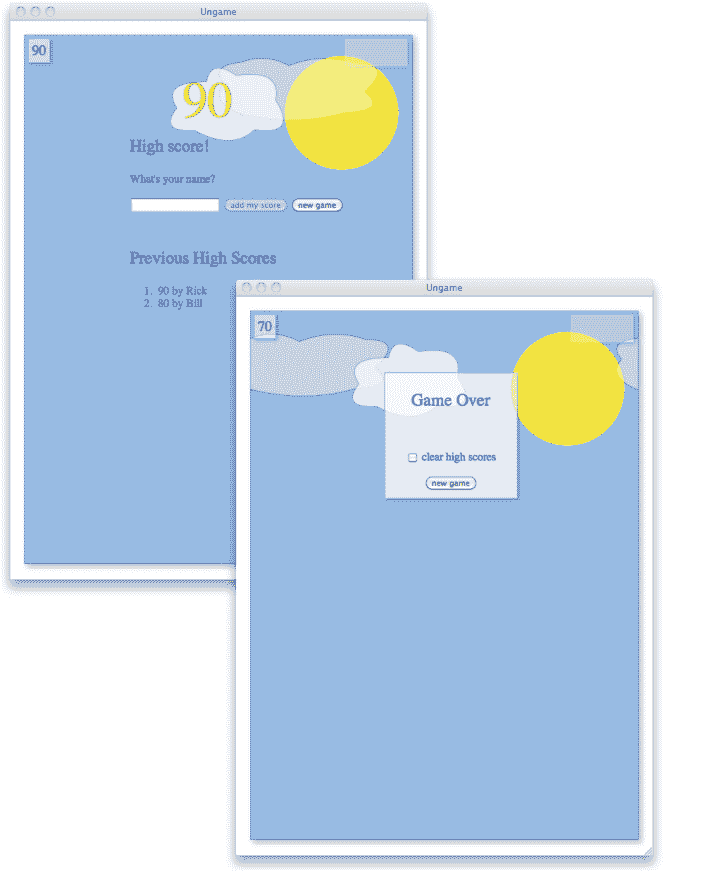 Ungame
90
90
High score!
What's your name?
add my score new game
Previous High Scores
1. 90 by Rick
2. 80 by Bill
Ungame
70
Game Over
clear high scores
new game